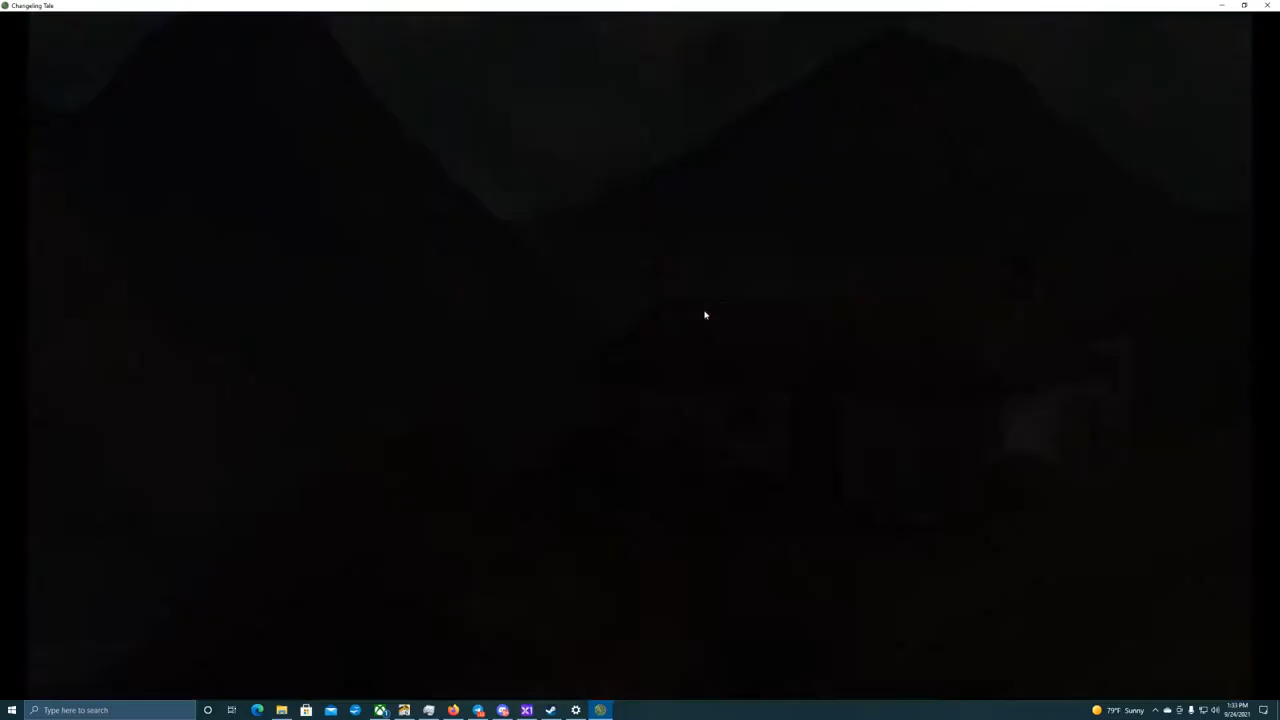 Changeling Tale
Type here to search
79°F Sunny
1:33 PM
9/24/2021